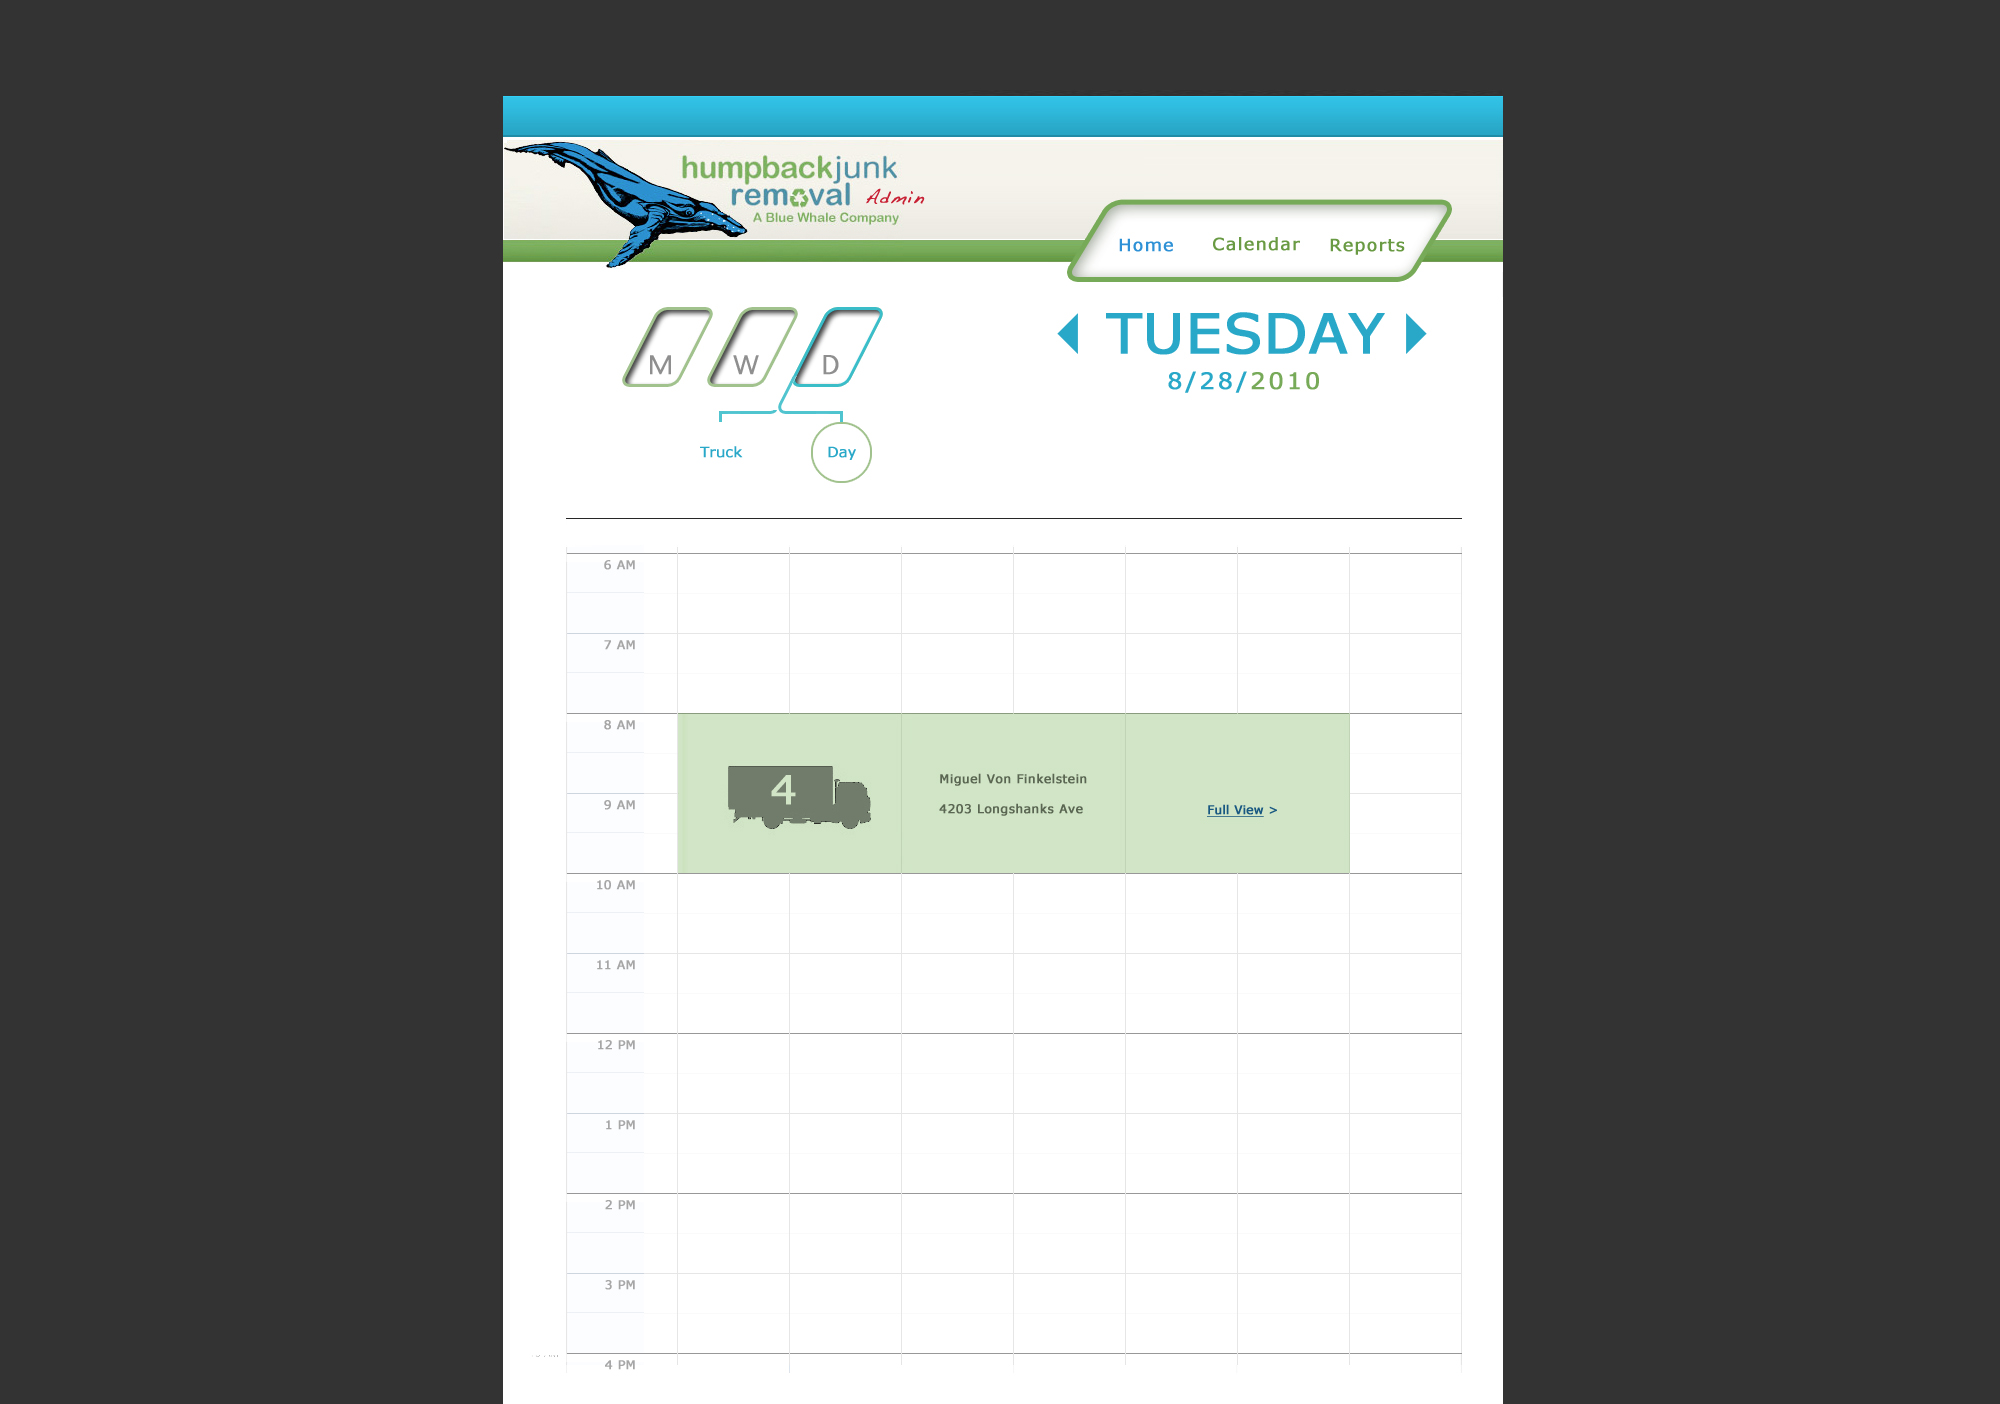 humpbackjunk
removal Admin
A Blue Whale Company
Home Calendar Reports
M W D
TUESDAY
8/28/2010
Truck Day
6 AM
7 AM
8 AM
4
Miguel Von Finkelstein
9 AM
4203 Longshanks Ave
Full View >
10 AM
11 AM
12 PM
1 PM
2 PM
3 PM
4 PM